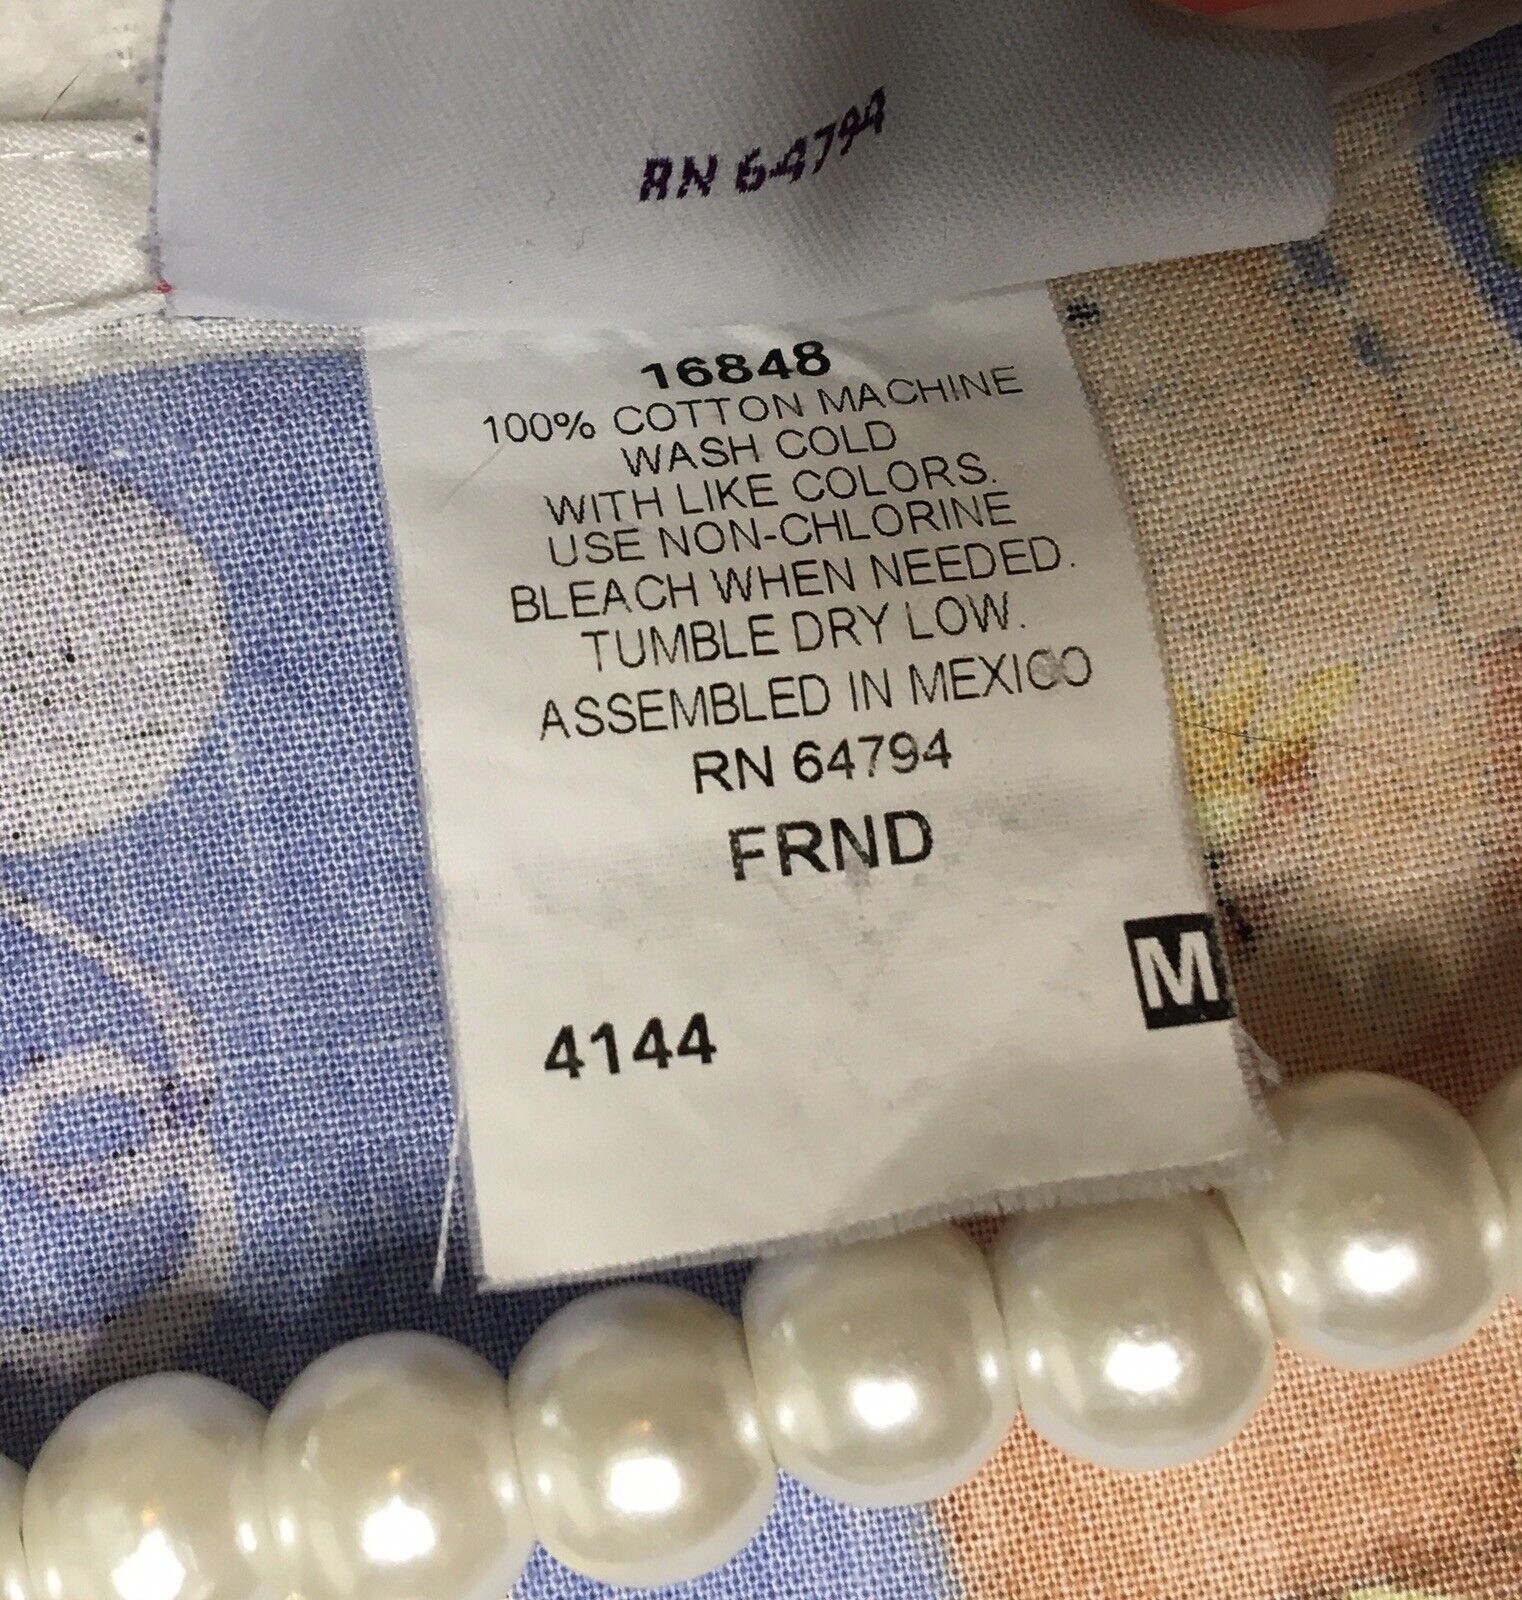 RN 64794
16848
100% COTTON MACHINE
WASH COLD
WITH LIKE COLORS.
USE NON-CHLORINE
BLEACH WHEN NEEDED.
TUMBLE DRY LOW.
ASSEMBLED IN MEXICO
RN 64794
FRND
M
4144